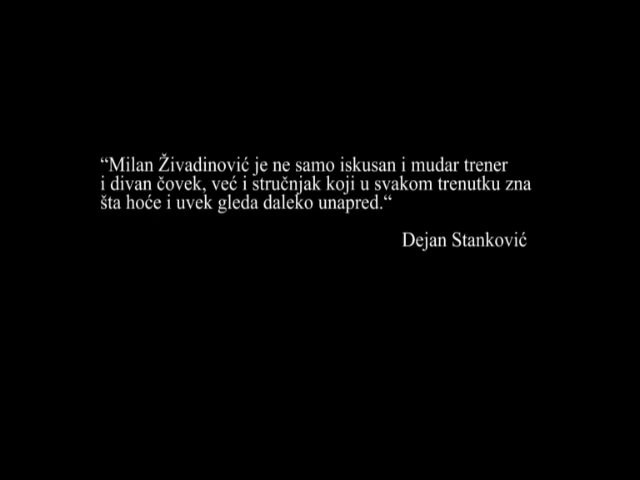 “Milan Živadinović je ne samo iskusan i mudar trener
i divan čovek, već i stručnjak koji u svakom trenutku zna
šta hoće i uvek gleda daleko unapred.“
Dejan Stanković